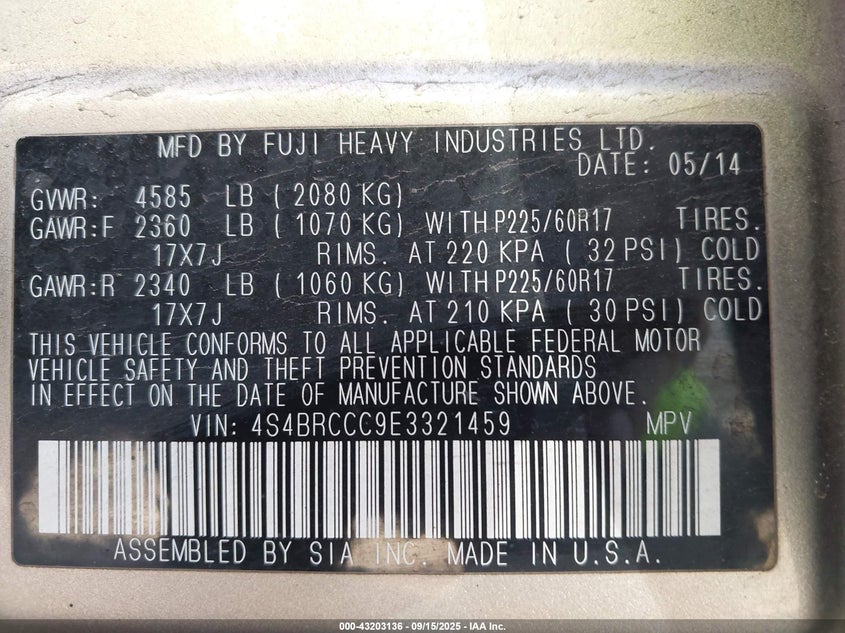 MFD BY FUJI HEAVY INDUSTRIES LTD.
DATE: 05/14
GVWR: 4585 LB ( 2080 KG)
GAWR:F 2360 LB ( 1070 KG) WITH P225/60R17 TIRES.
17X7J RIMS. AT 220 KPA ( 32 PSI) COLD
GAWR:R 2340 LB ( 1060 KG) WITH P225/60R17 TIRES.
17X7J RIMS. AT 210 KPA ( 30 PSI) COLD
THIS VEHICLE CONFORMS TO ALL APPLICABLE FEDERAL MOTOR
VEHICLE SAFETY AND THEFT PREVENTION STANDARDS
IN EFFECT ON THE DATE OF MANUFACTURE SHOWN ABOVE.
VIN: 4S4BRCCC9E3321459 MPV
ASSEMBLED BY SIA INC. MADE IN U.S.A.
000-43203136 - 09/15/2025 - IAA Inc.